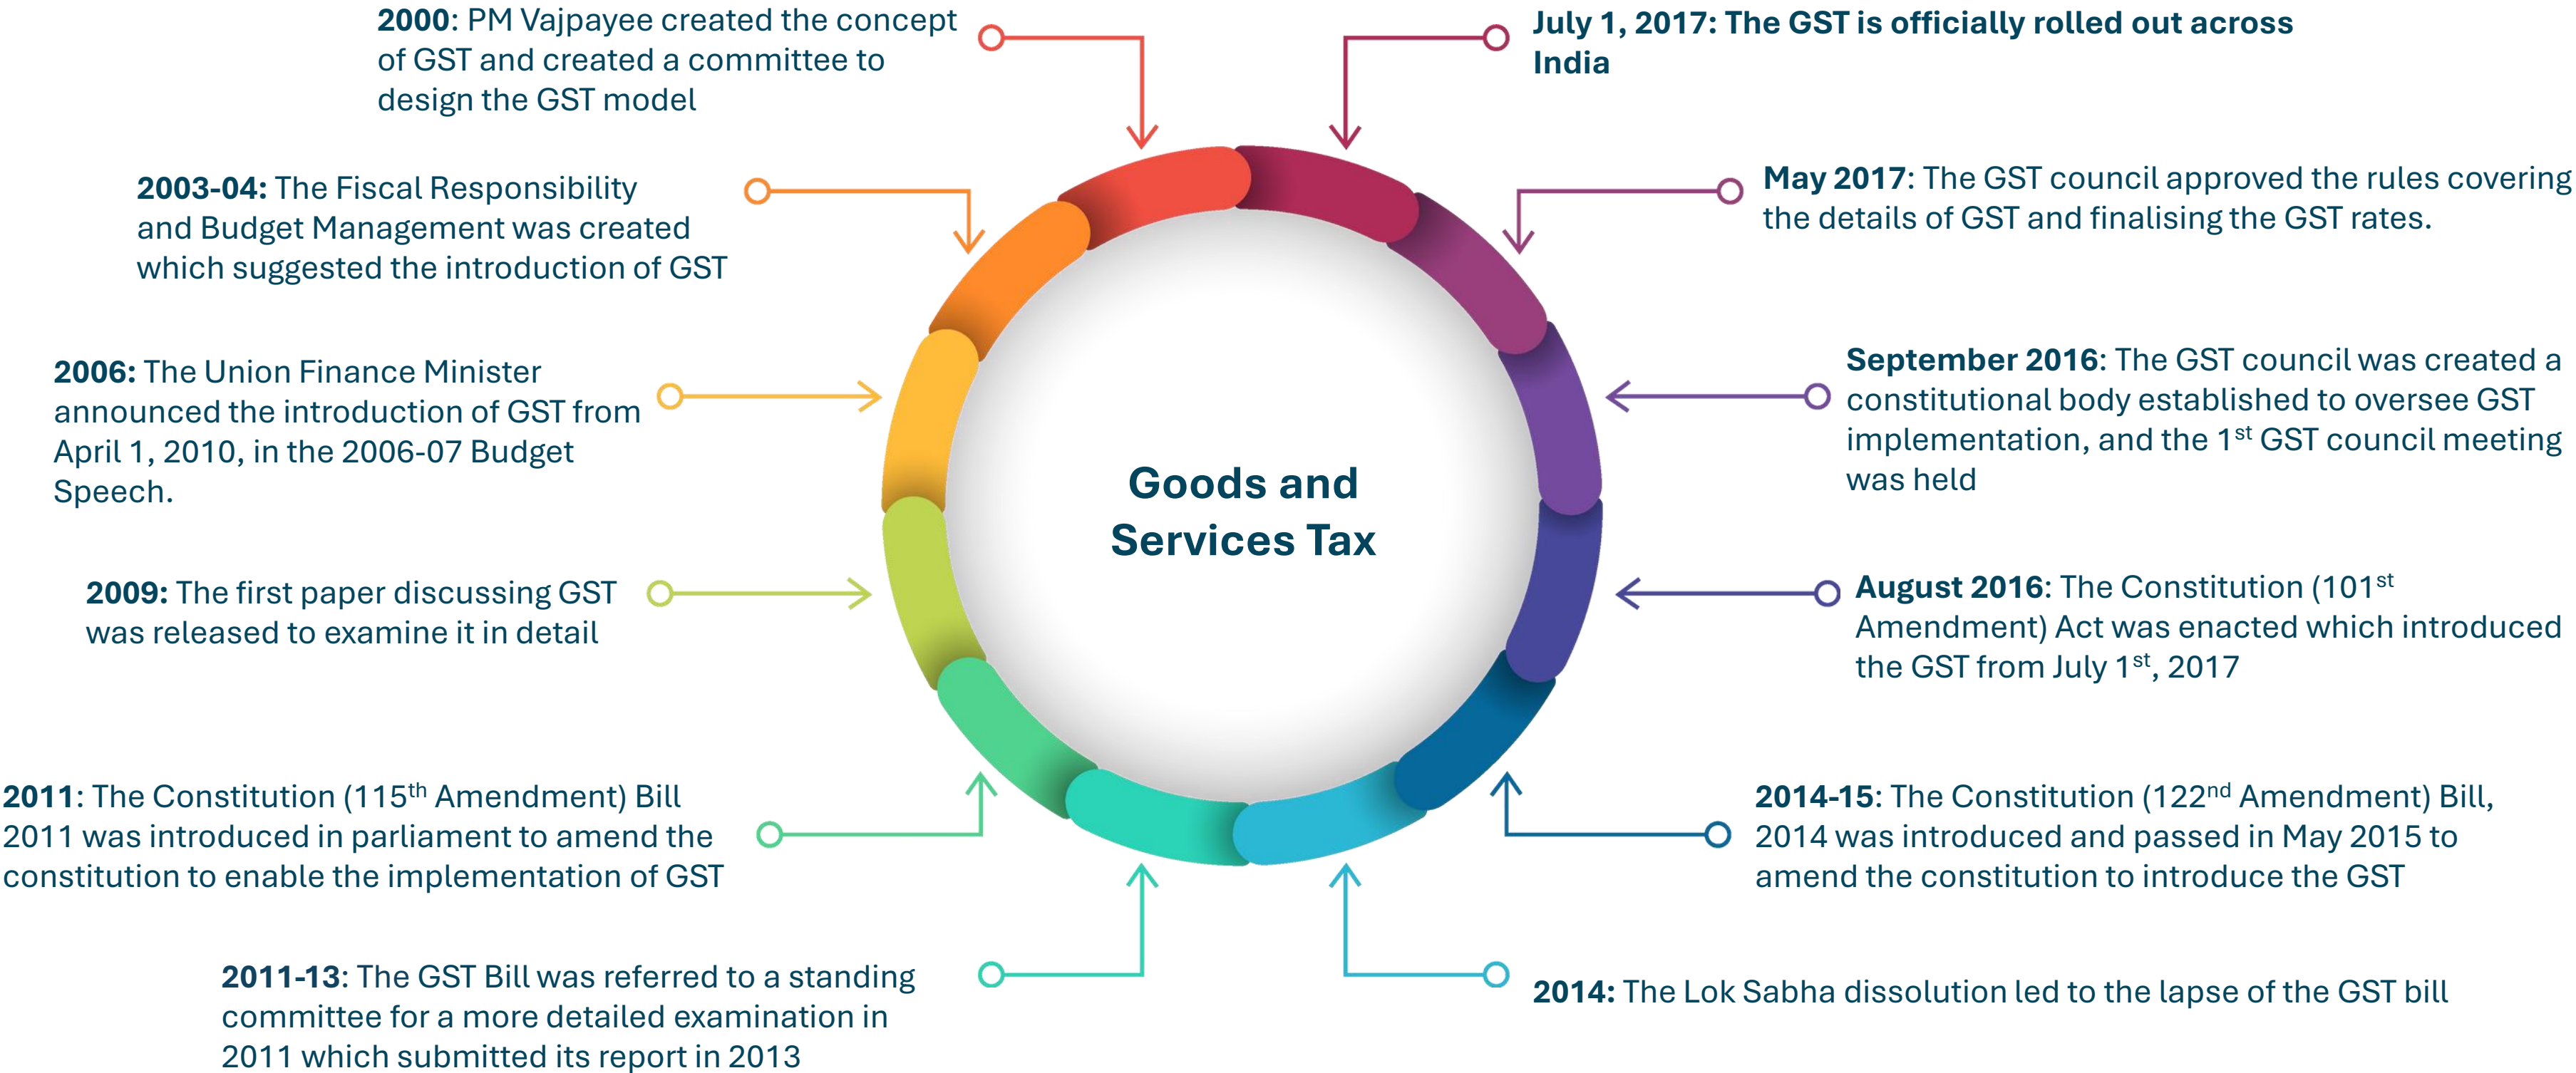 2000: PM Vajpayee created the concept
of GST and created a committee to
design the GST model
2003-04: The Fiscal Responsibility
and Budget Management was created
which suggested the introduction of GST
2006: The Union Finance Minister
announced the introduction of GST from
April 1, 2010, in the 2006-07 Budget
Speech.
2009: The first paper discussing GST
was released to examine it in detail
2011: The Constitution (115th Amendment) Bill
2011 was introduced in parliament to amend the
constitution to enable the implementation of GST
2011-13: The GST Bill was referred to a standing
committee for a more detailed examination in
2011 which submitted its report in 2013
Goods and
Services Tax
July 1, 2017: The GST is officially rolled out across
India
May 2017: The GST council approved the rules covering
the details of GST and finalising the GST rates.
September 2016: The GST council was created a
constitutional body established to oversee GST
implementation, and the 1st GST council meeting
was held
August 2016: The Constitution (101st
Amendment) Act was enacted which introduced
the GST from July 1st, 2017
2014-15: The Constitution (122nd Amendment) Bill,
2014 was introduced and passed in May 2015 to
amend the constitution to introduce the GST
2014: The Lok Sabha dissolution led to the lapse of the GST bill